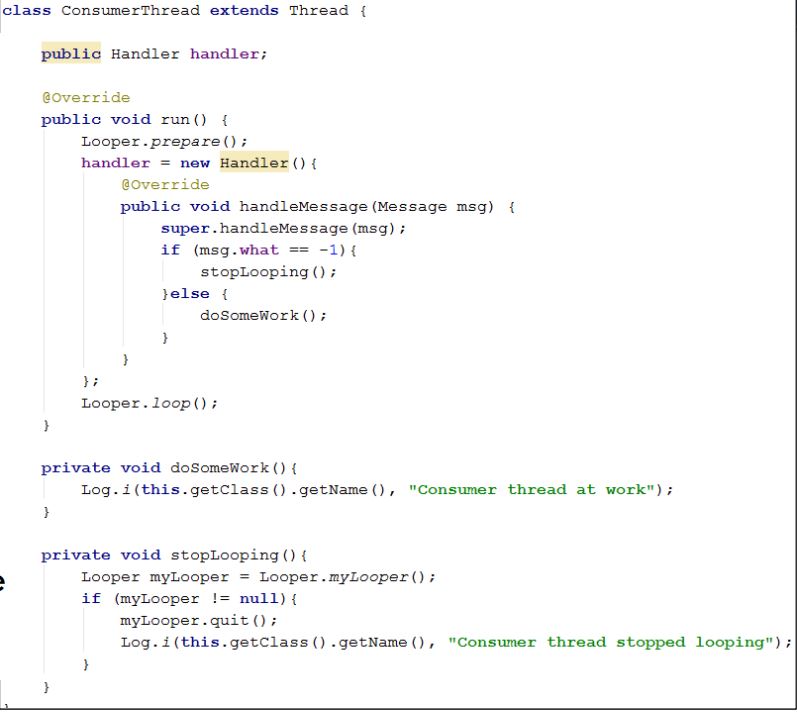 class ConsumerThread extends Thread {
public Handler handler;
@Override
public void run() {
Looper.prepare();
handler = new Handler(){
@Override
public void handleMessage(Message msg) {
super.handleMessage(msg);
if (msg.what == -1){
stopLooping();
}else {
doSomeWork();
}
}
};
Looper.loop();
}
private void doSomeWork(){
Log.i(this.getClass().getName(), "Consumer thread at work");
}
private void stopLooping(){
Looper myLooper = Looper.myLooper();
if (myLooper != null){
myLooper.quit();
Log.i(this.getClass().getName(), "Consumer thread stopped looping");
}
}